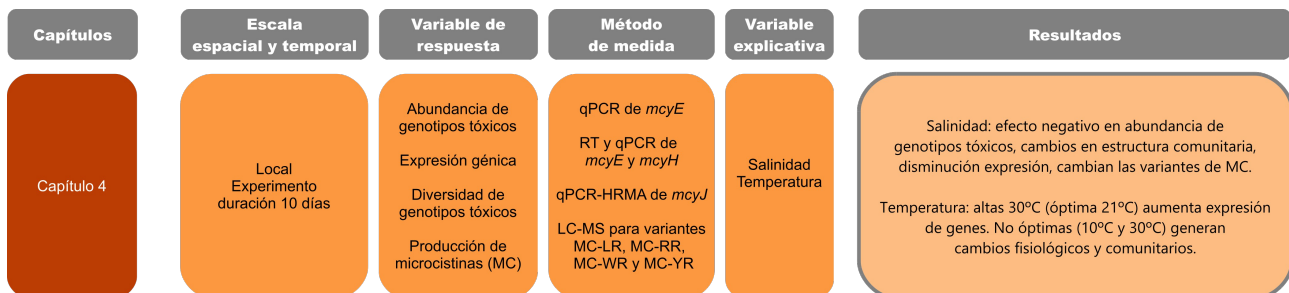 Capítulos
Escala
espacial y temporal
Variable de
respuesta
Método
de medida
Variable
explicativa
Resultados
Capítulo 4
Local
Experimento
duración 10 días
Abundancia de
genotipos tóxicos
Expresión génica
Diversidad de
genotipos tóxicos
Producción de
microcistinas (MC)
qPCR de mcyE
RT y qPCR de
mcyE y mcyH
qPCR-HRMA de mcyJ
LC-MS para variantes
MC-LR, MC-RR,
MC-WR y MC-YR
Salinidad
Temperatura
Salinidad: efecto negativo en abundancia de
genotipos tóxicos, cambios en estructura comunitaria,
disminución expresión, cambian las variantes de MC.
Temperatura: altas 30ºC (óptima 21ºC) aumenta expresión
de genes. No óptimas (10ºC y 30ºC) generan
cambios fisiológicos y comunitarios.